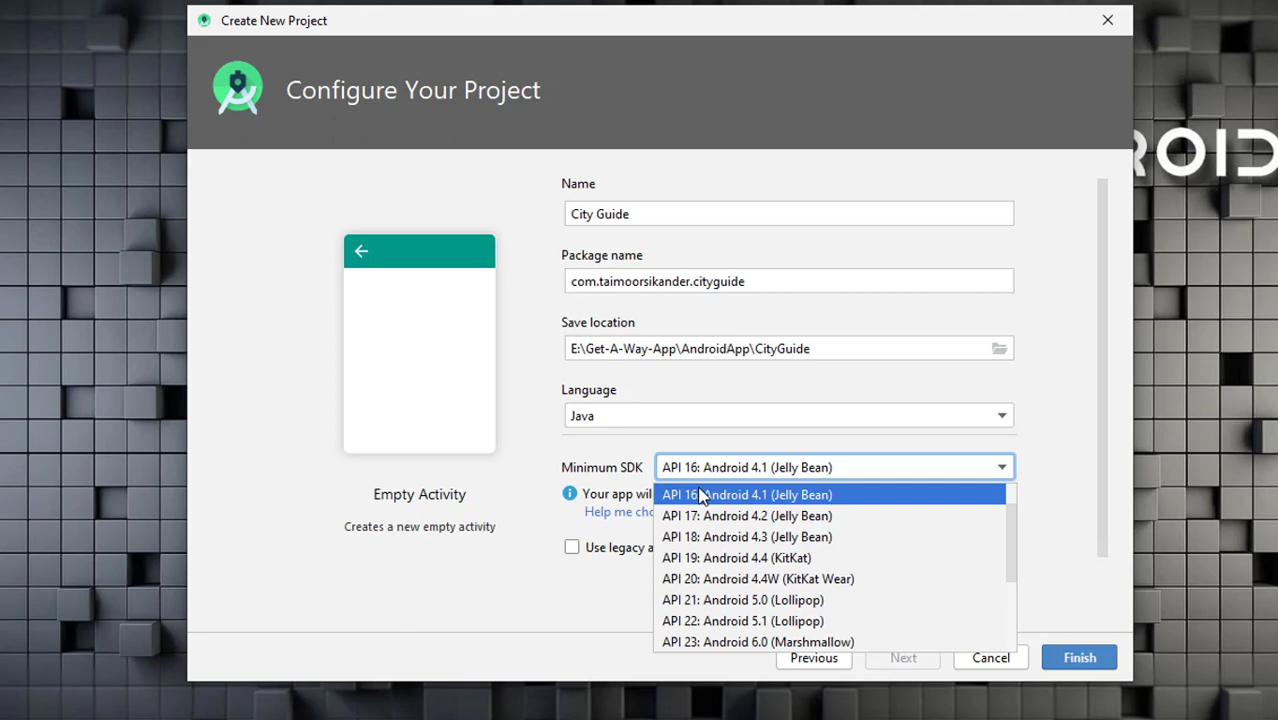 Create New Project
Configure Your Project
ROID
Name
City Guide
Package name
com.taimoorsikander.cityguide
Save location
E:\Get-A-Way-App\AndroidApp\CityGuide
Language
Java
Minimum SDK
API 16: Android 4.1 (Jelly Bean)
Your app wil
Help me cho
Use legacy a
API 16: Android 4.1 (Jelly Bean)
API 17: Android 4.2 (Jelly Bean)
API 18: Android 4.3 (Jelly Bean)
API 19: Android 4.4 (KitKat)
API 20: Android 4.4W (KitKat Wear)
API 21: Android 5.0 (Lollipop)
API 22: Android 5.1 (Lollipop)
API 23: Android 6.0 (Marshmallow)
Empty Activity
Creates a new empty activity
Previous
Next
Cancel
Finish